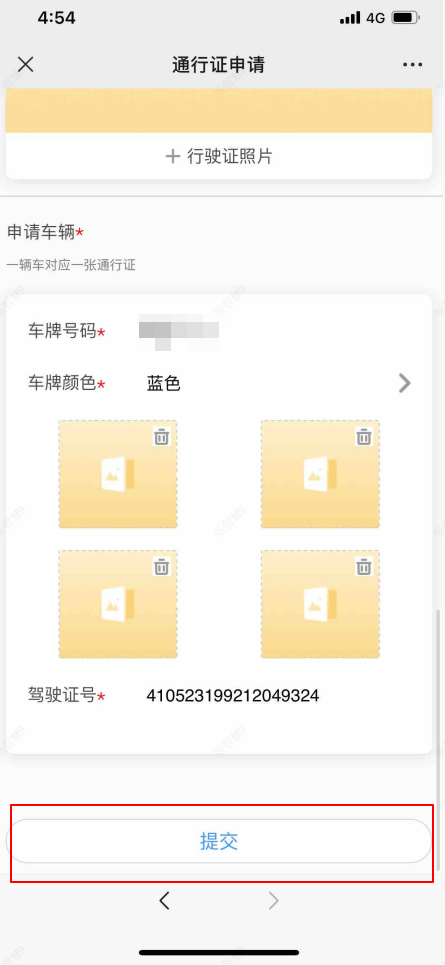 4:54
4G
通行证申请
行驶证照片
申请车辆*
一辆车对应一张通行证
车牌号码*
车牌颜色* 蓝色
驾驶证号* 410523199212049324
提交